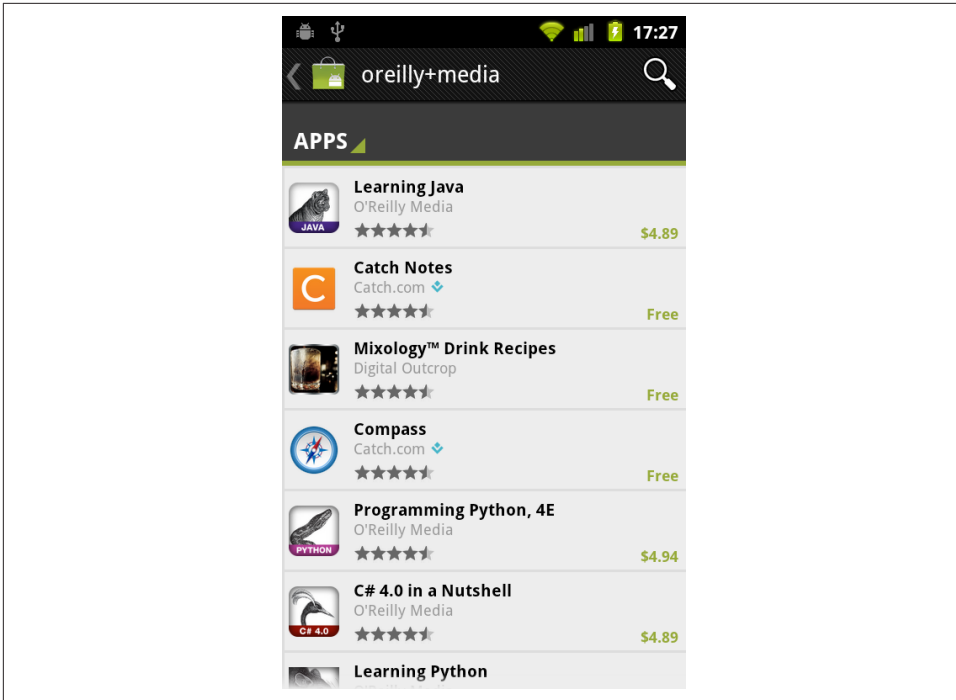 17:27
oreilly+media
APPS
Learning Java
O'Reilly Media
JAVA
$4.89
C
Catch Notes
Catch.com
Free
Mixology™ Drink Recipes
Digital Outcrop
Free
Compass
Catch.com
Free
Programming Python, 4E
O'Reilly Media
PYTHON
$4.94
C# 4.0 in a Nutshell
O'Reilly Media
C# 4.0
$4.89
Learning Python